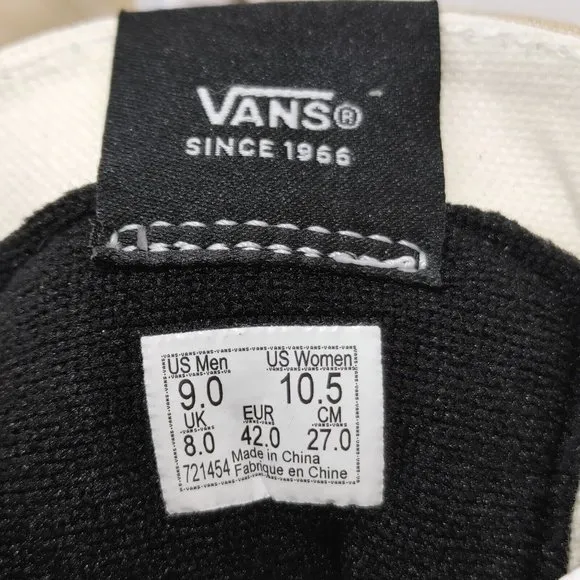 VANS®
SINCE 1966
US Men US Women
9.0 10.5
UK EUR CM
8.0 42.0 27.0
721454 Made in China
Fabrique en Chine